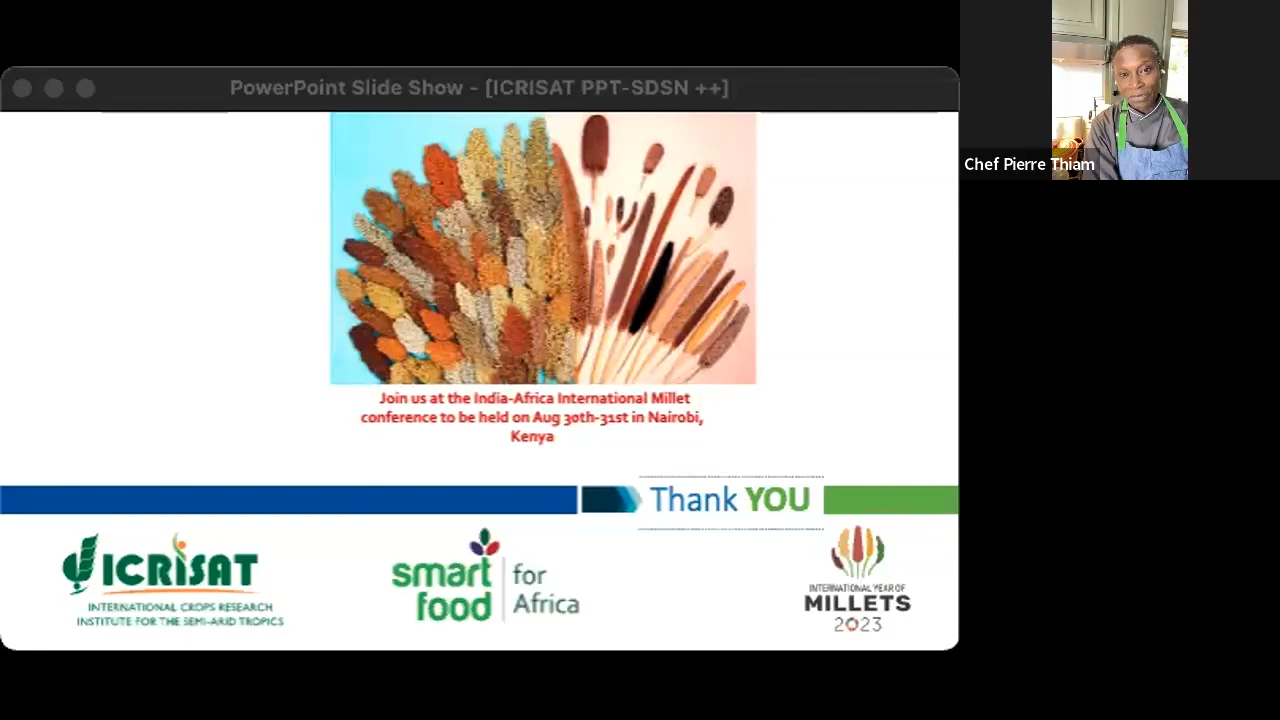 PowerPoint Slide Show - [ICRISAT PPT-SDSN ++]
Chef Pierre Thiam
Join us at the India-Africa International Millet
conference to be held on Aug 30th-31st in Nairobi,
Kenya
Thank YOU
ICRISAT
INTERNATIONAL CROPS RESEARCH
INSTITUTE FOR THE SEMI-ARID TROPICS
smart
food
for
Africa
INTERNATIONAL YEAR OF
MILLETS
2023